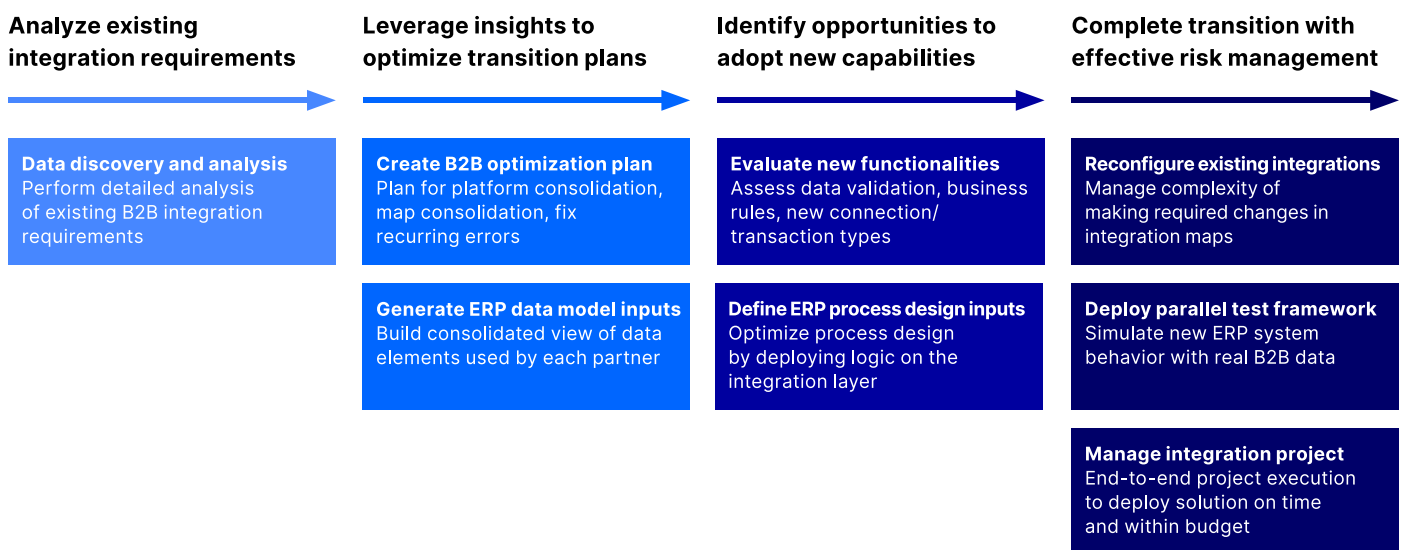 Analyze existing
integration requirements
Data discovery and analysis
Perform detailed analysis
of existing B2B integration
requirements
Leverage insights to
optimize transition plans
Create B2B optimization plan
Plan for platform consolidation,
map consolidation, fix
recurring errors
Generate ERP data model inputs
Build consolidated view of data
elements used by each partner
Identify opportunities to
adopt new capabilities
Evaluate new functionalities
Assess data validation, business
rules, new connection/
transaction types
Define ERP process design inputs
Optimize process design
by deploying logic on the
integration layer
Complete transition with
effective risk management
Reconfigure existing integrations
Manage complexity of
making required changes in
integration maps
Deploy parallel test framework
Simulate new ERP system
behavior with real B2B data
Manage integration project
End-to-end project execution
to deploy solution on time
and within budget